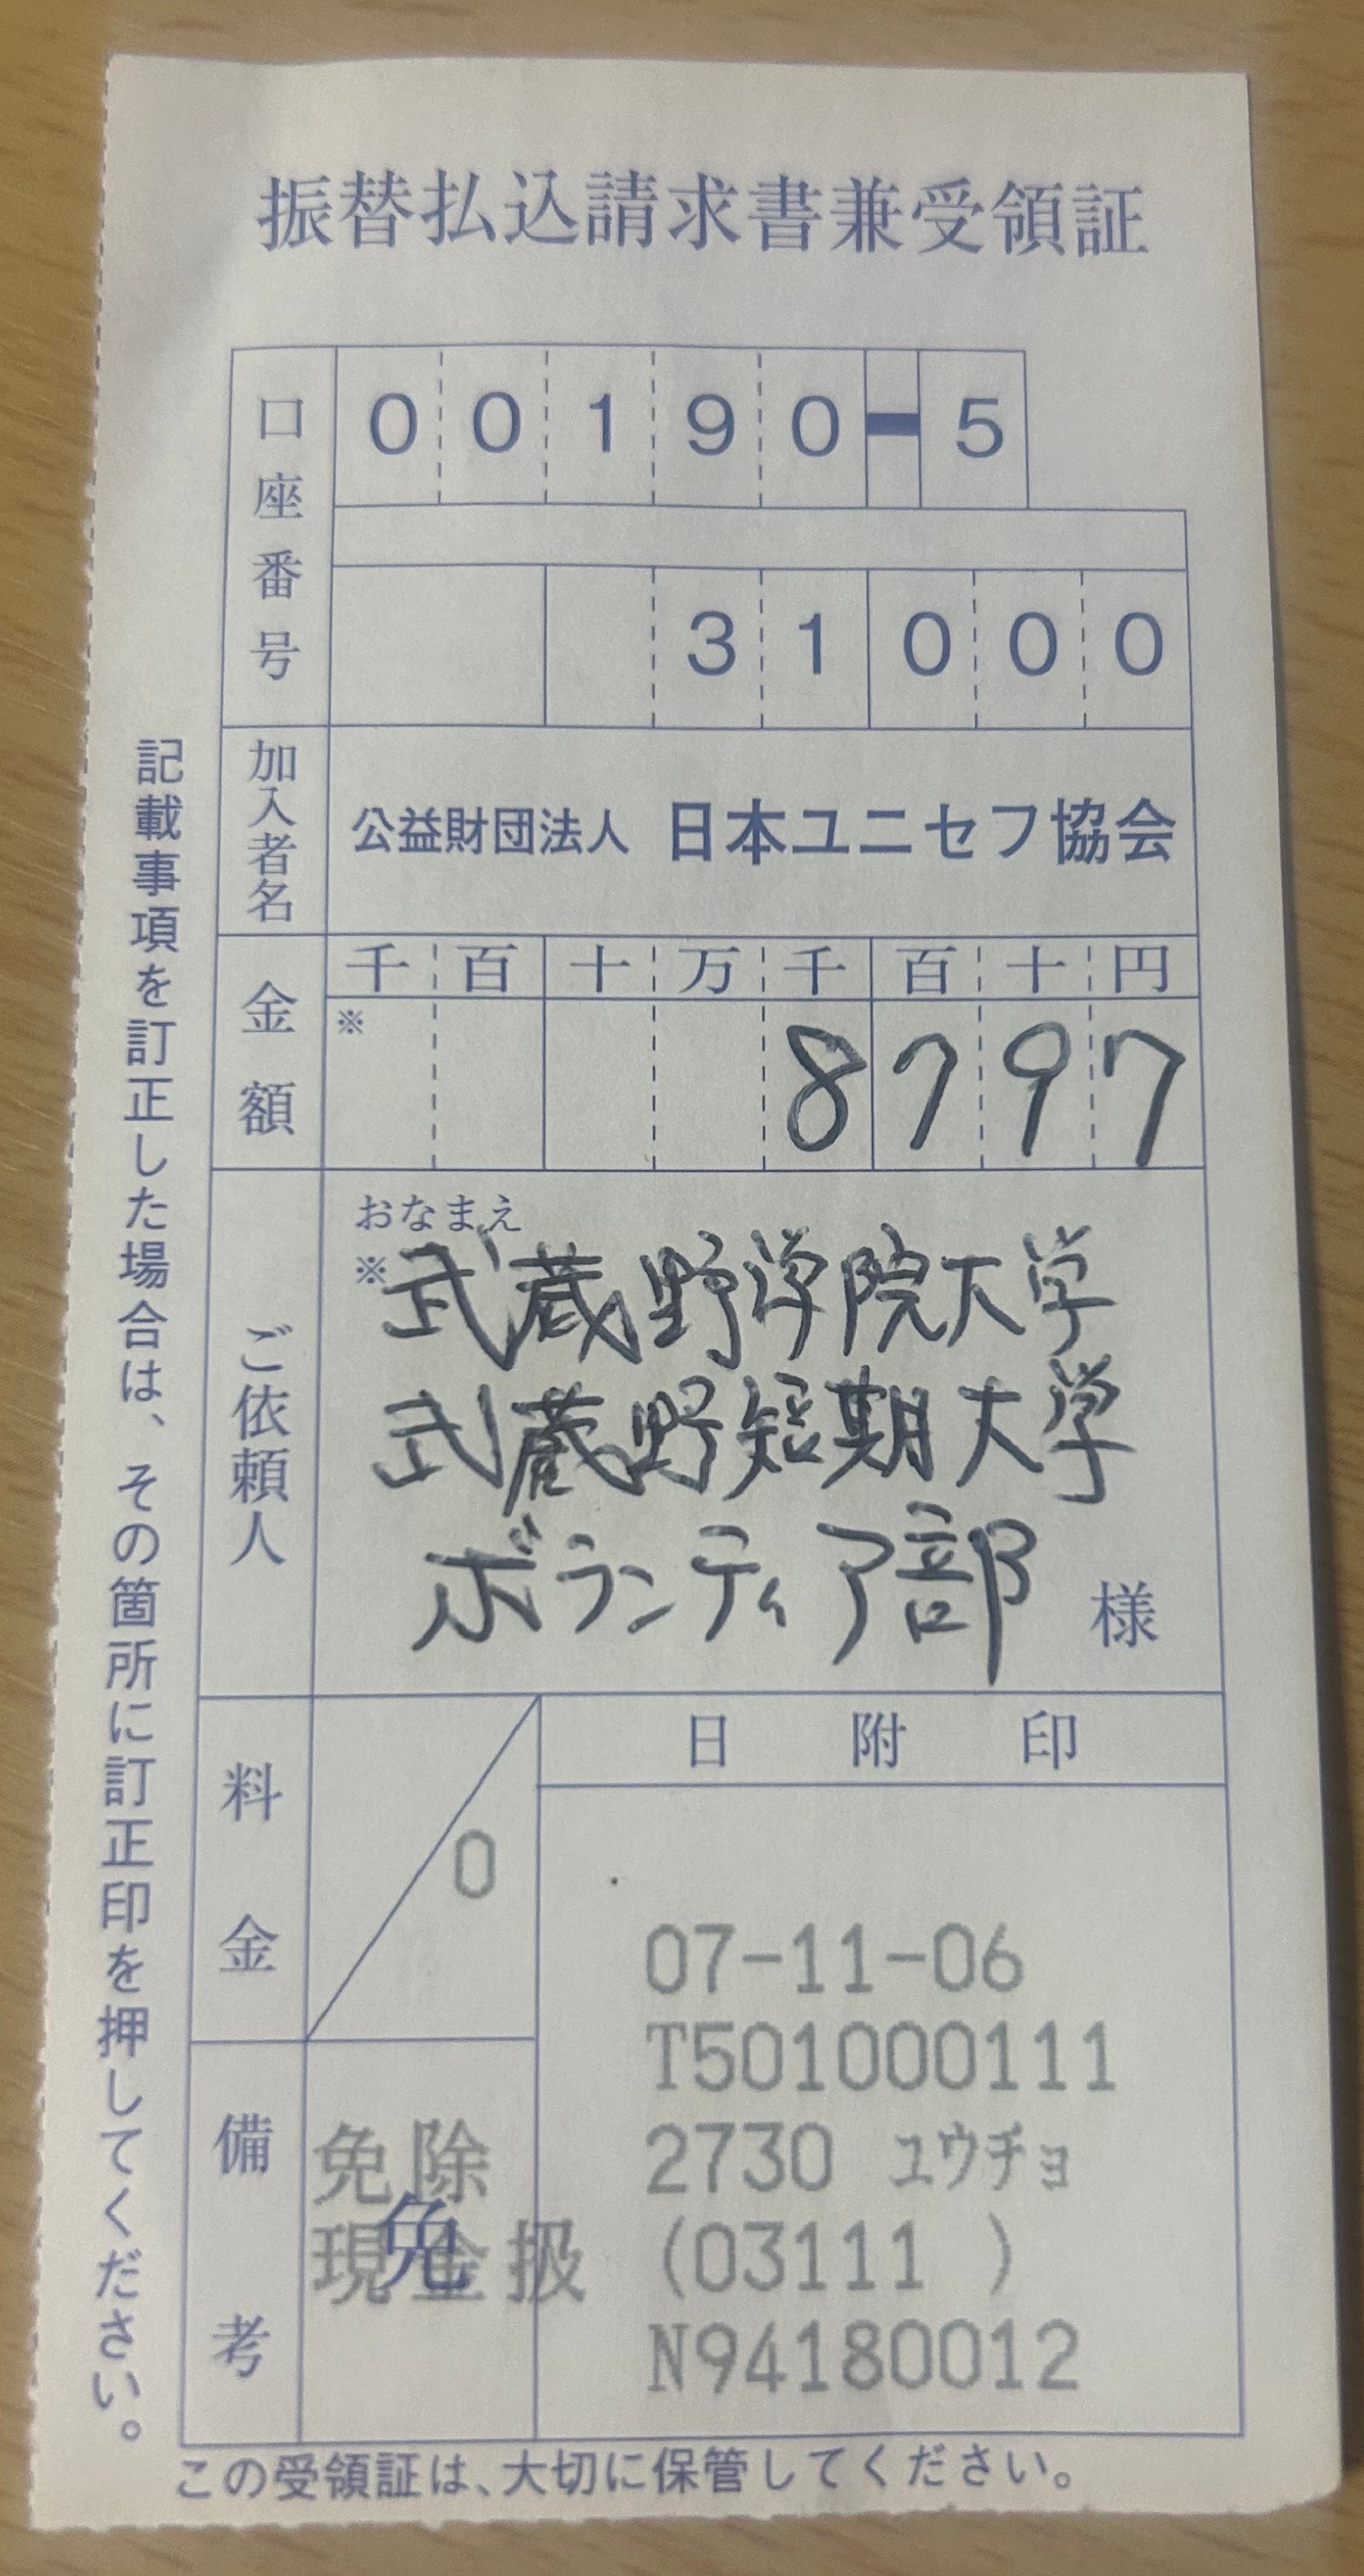 振替払込請求書兼受領証
口座番号
00190-5
31000
加入者名
公益財団法人 日本ユニセフ協会
金額
千 百 十 万 千 百 十 円
※
8797
ご依頼人
おなまえ
※武蔵野学院大学
武蔵野短期大学
ボランティア部 様
料金
0
日附印
07-11-06
T501000111
2730 ユウチョ
(03111 )
N94180012
備考
免除
現金扱
免
記載事項を訂正した場合は、その箇所に訂正印を押してください。
この受領証は、大切に保管してください。